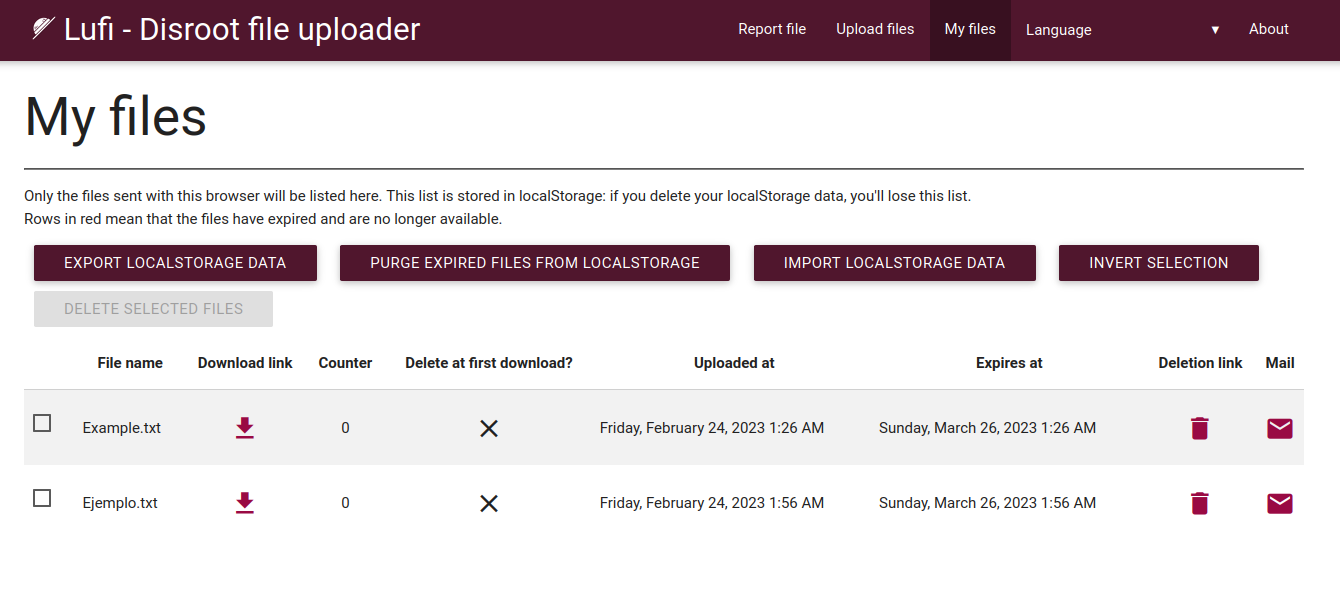 Lufi - Disroot file uploader Report file Upload files My files Language ▾ About
My files
Only the files sent with this browser will be listed here. This list is stored in localStorage: if you delete your localStorage data, you'll lose this list.
Rows in red mean that the files have expired and are no longer available.
EXPORT LOCALSTORAGE DATA PURGE EXPIRED FILES FROM LOCALSTORAGE IMPORT LOCALSTORAGE DATA INVERT SELECTION
DELETE SELECTED FILES
File name Download link Counter Delete at first download? Uploaded at Expires at Deletion link Mail
Example.txt 0 Friday, February 24, 2023 1:26 AM Sunday, March 26, 2023 1:26 AM
Ejemplo.txt 0 Friday, February 24, 2023 1:56 AM Sunday, March 26, 2023 1:56 AM